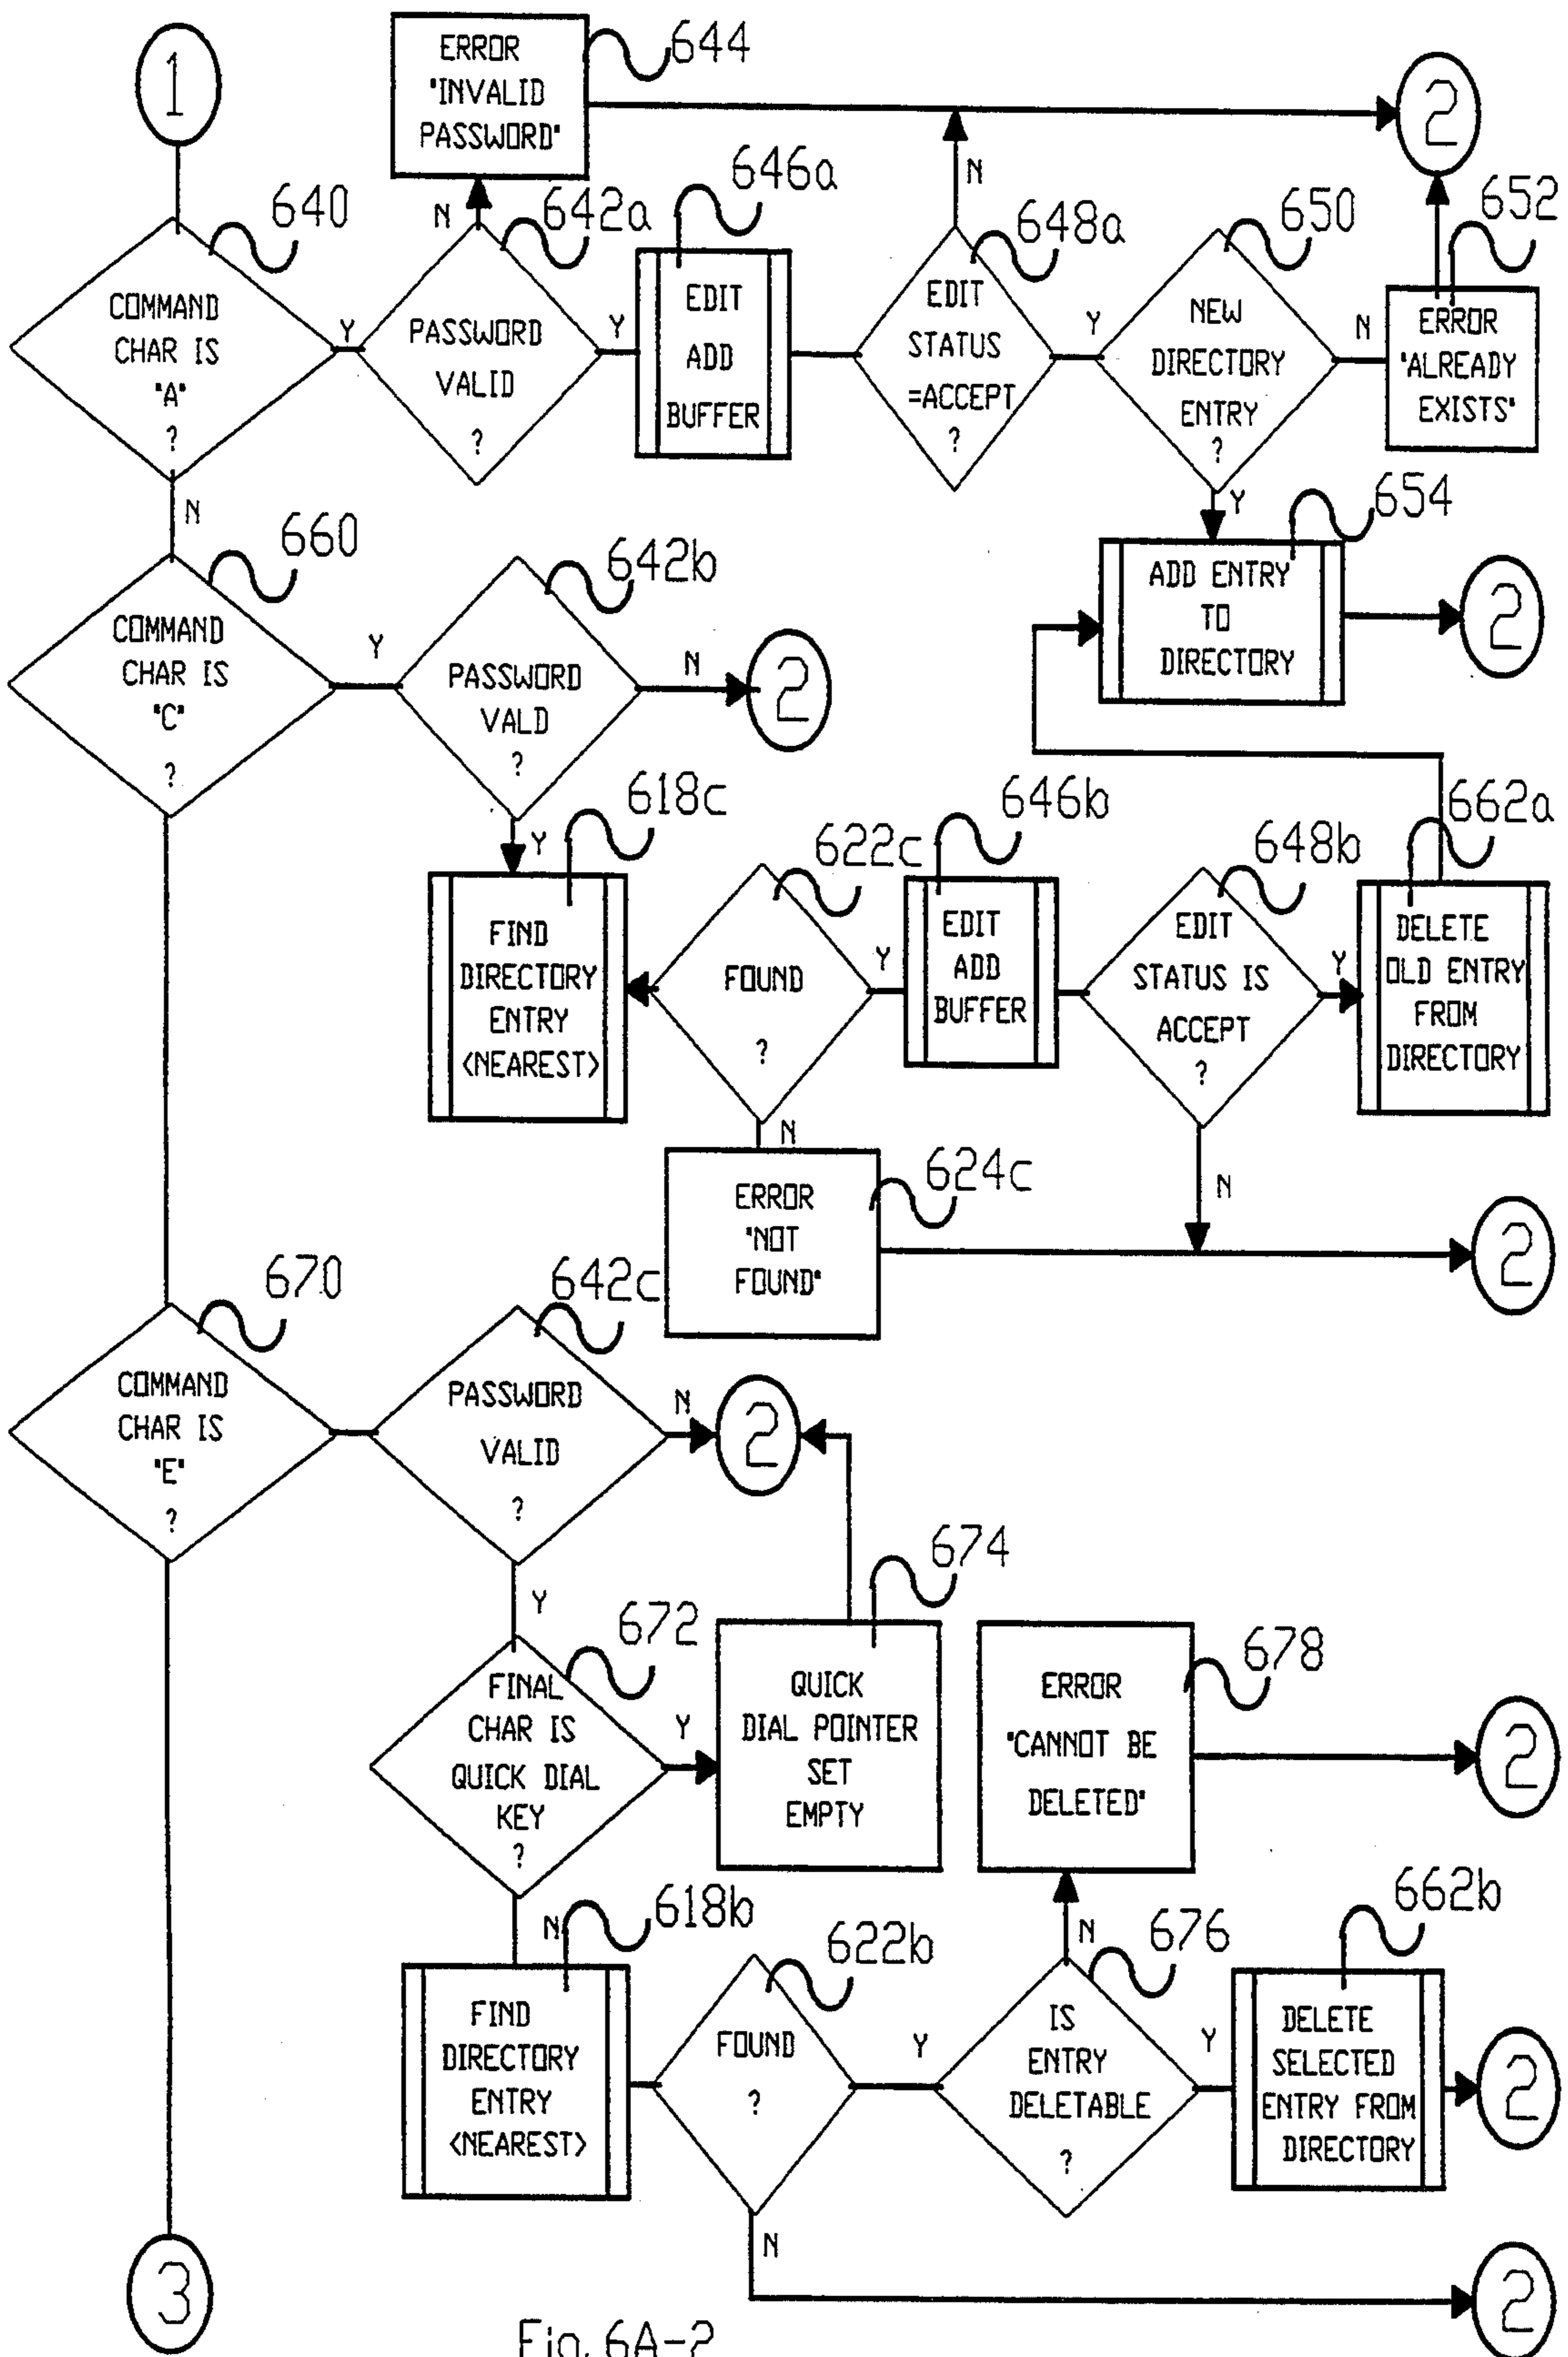 1
ERROR
"INVALID
PASSWORD"
644
2
640
COMMAND
CHAR IS
"A"
?
Y
N
642a
PASSWORD
VALID
?
Y
646a
EDIT
ADD
BUFFER
N
648a
EDIT
STATUS
=ACCEPT
?
Y
650
NEW
DIRECTORY
ENTRY
?
N
652
ERROR
"ALREADY
EXISTS"
N
Y
654
ADD ENTRY
TO
DIRECTORY
2
660
COMMAND
CHAR IS
"C"
?
Y
642b
PASSWORD
VALD
?
N
2
Y
618c
FIND
DIRECTORY
ENTRY
<NEAREST>
622c
FOUND
?
Y
646b
EDIT
ADD
BUFFER
648b
EDIT
STATUS IS
ACCEPT
?
Y
662a
DELETE
OLD ENTRY
FROM
DIRECTORY
N
624c
ERROR
"NOT
FOUND"
N
2
670
COMMAND
CHAR IS
"E"
?
642c
PASSWORD
VALID
?
N
2
Y
672
FINAL
CHAR IS
QUICK DIAL
KEY
?
Y
674
QUICK
DIAL POINTER
SET
EMPTY
678
ERROR
"CANNOT BE
DELETED"
2
N
618b
FIND
DIRECTORY
ENTRY
<NEAREST>
622b
FOUND
?
Y
N
676
IS
ENTRY
DELETABLE
?
Y
662b
DELETE
SELECTED
ENTRY FROM
DIRECTORY
2
N
2
3
Fig. 6A-2